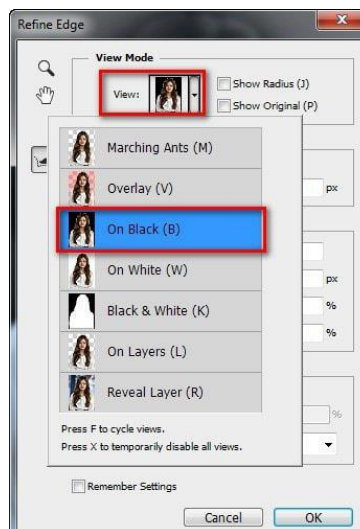 Refine Edge
View Mode
View:
Show Radius (J)
Show Original (P)
Marching Ants (M)
Overlay (V)
px
On Black (B)
On White (W)
px
Black & White (K)
%
On Layers (L)
%
Reveal Layer (R)
%
Press F to cycle views.
Press X to temporarily disable all views.
Remember Settings
Cancel
OK